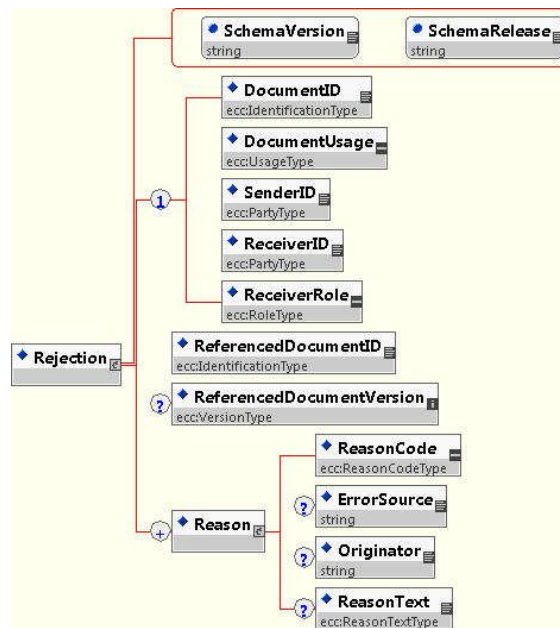 SchemaVersion
string
SchemaRelease
string
DocumentID
ecc:IdentificationType
DocumentUsage
ecc:UsageType
SenderID
ecc:PartyType
1
ReceiverID
ecc:PartyType
ReceiverRole
ecc:RoleType
Rejection
ReferencedDocumentID
ecc:IdentificationType
? ReferencedDocumentVersion
ecc:VersionType
ReasonCode
ecc:ReasonCodeType
? ErrorSource
string
+ Reason
? Originator
string
? ReasonText
ecc:ReasonTextType